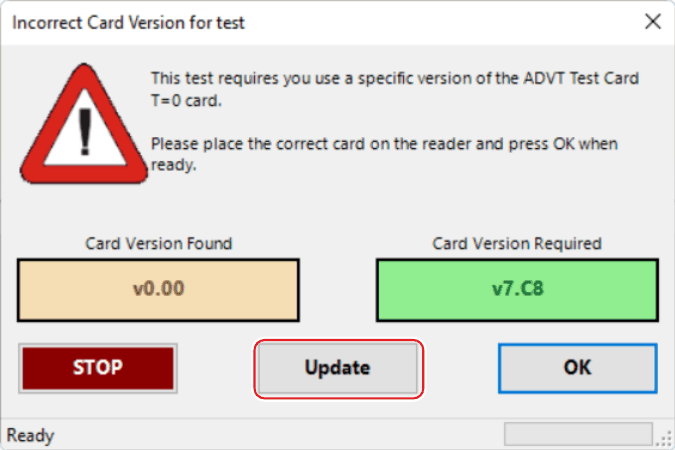 Incorrect Card Version for test
This test requires you use a specific version of the ADVT Test Card
T=0 card.
Please place the correct card on the reader and press OK when
ready.
Card Version Found
Card Version Required
v0.00
v7.C8
STOP
Update
OK
Ready